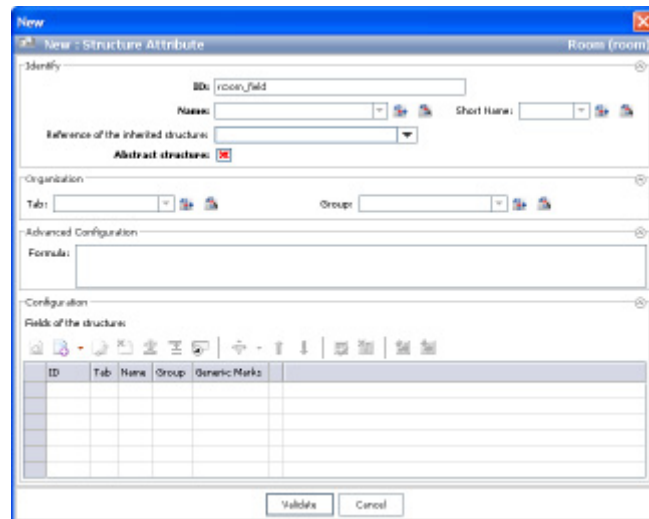 New
New : Structure Attribute Room (room)
Identify
ID: room_field
Name: Short Name:
Reference of the inherited structure:
Abstract structure:
Organization
Tab: Group:
Advanced Configuration
Formula:
Configuration
Fields of the structure:
ID Tab Name Group Generic Marks
Validate Cancel